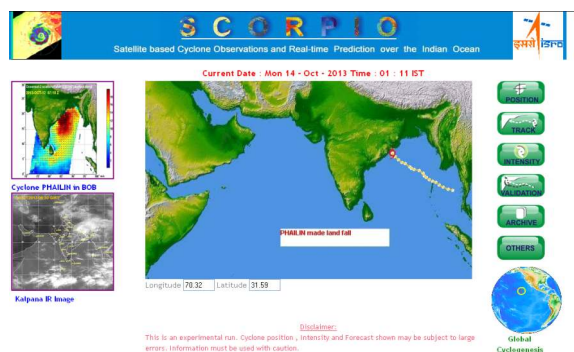 SCORPIO
Satellite based Cyclone Observations and Real-time Prediction over the Indian Ocean
इसरो isro
Current Date : Mon 14 - Oct - 2013 Time : 01 : 11 IST
Cyclone PHAILIN in BOB
Kalpana IR Image
PHAILIN made land fall
Longitude 70.32 Latitude 31.59
POSITION
TRACK
INTENSITY
VALIDATION
ARCHIVE
OTHERS
Global
Cyclogenesis
Disclaimer:
This is an experimental run. Cyclone position , Intensity and Forecast shown may be subject to large
errors. Information must be used with caution.